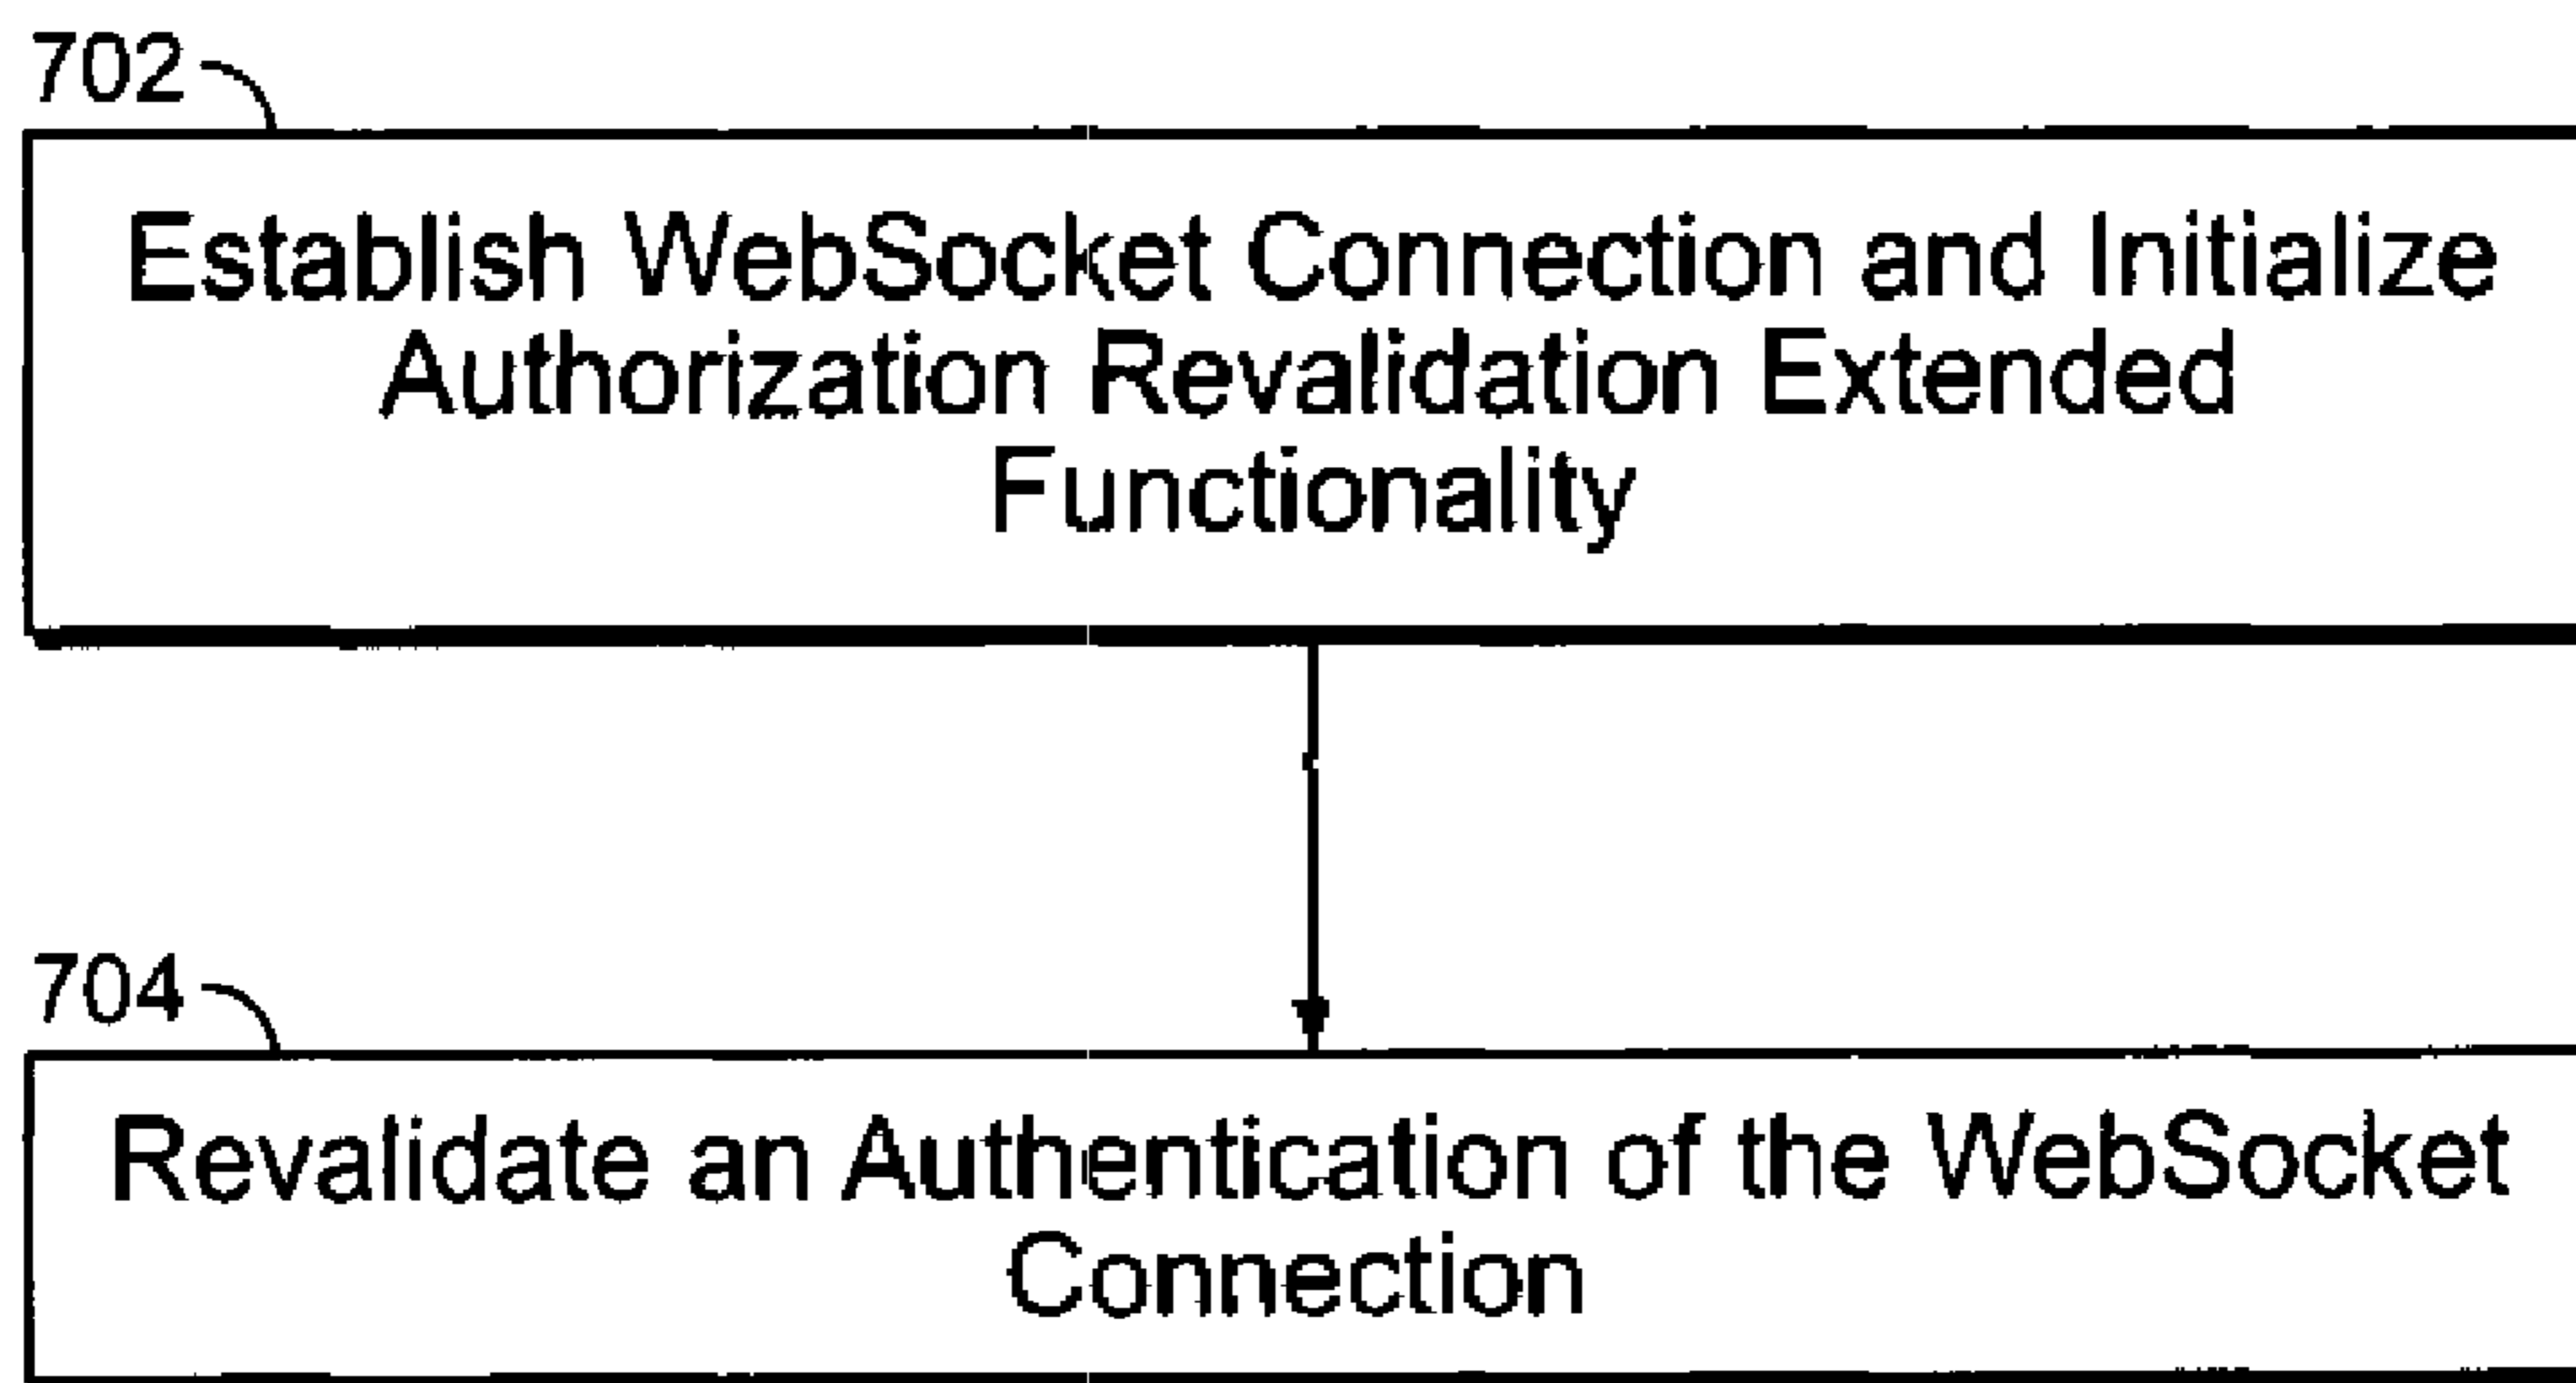 702
Establish WebSocket Connection and Initialize
Authorization Revalidation Extended
Functionality
704
Revalidate an Authentication of the WebSocket
Connection